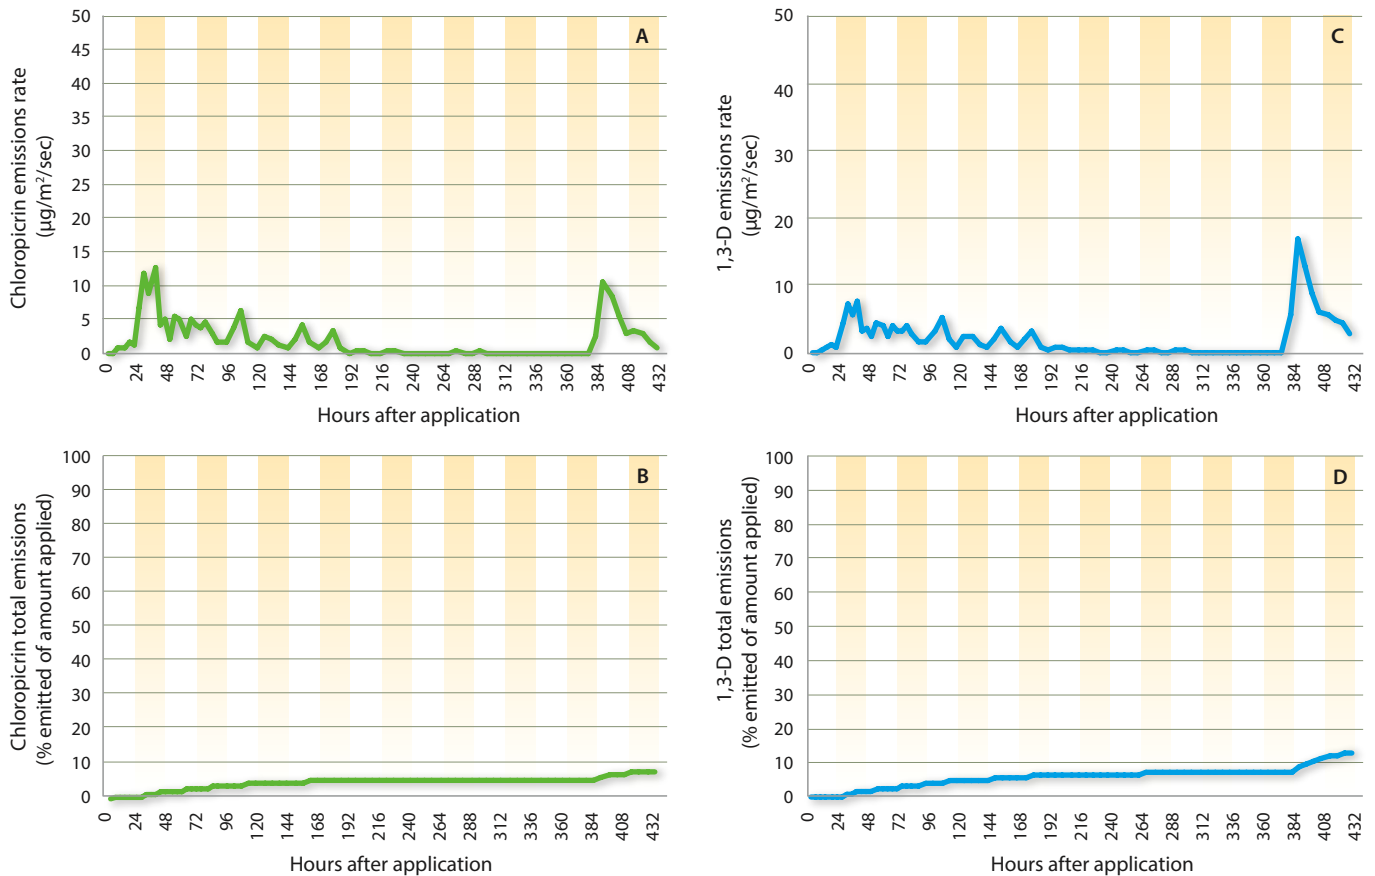 Chloropicrin emissions rate
(μg/m²/sec)
50
45
40
35
30
25
20
15
10
5
0
A
0 24 48 72 96 120 144 168 192 216 240 264 288 312 336 360 384 408 432
Hours after application
1,3-D emissions rate
(μg/m²/sec)
50
40
30
20
10
0
C
0 24 48 72 96 120 144 168 192 216 240 264 288 312 336 360 384 408 432
Hours after application
Chloropicrin total emissions
(% emitted of amount applied)
100
90
80
70
60
50
40
30
20
10
0
B
0 24 48 72 96 120 144 168 192 216 240 264 288 312 336 360 384 408 432
Hours after application
1,3-D total emissions
(% emitted of amount applied)
100
90
80
70
60
50
40
30
20
10
0
D
0 24 48 72 96 120 144 168 192 216 240 264 288 312 336 360 384 408 432
Hours after application